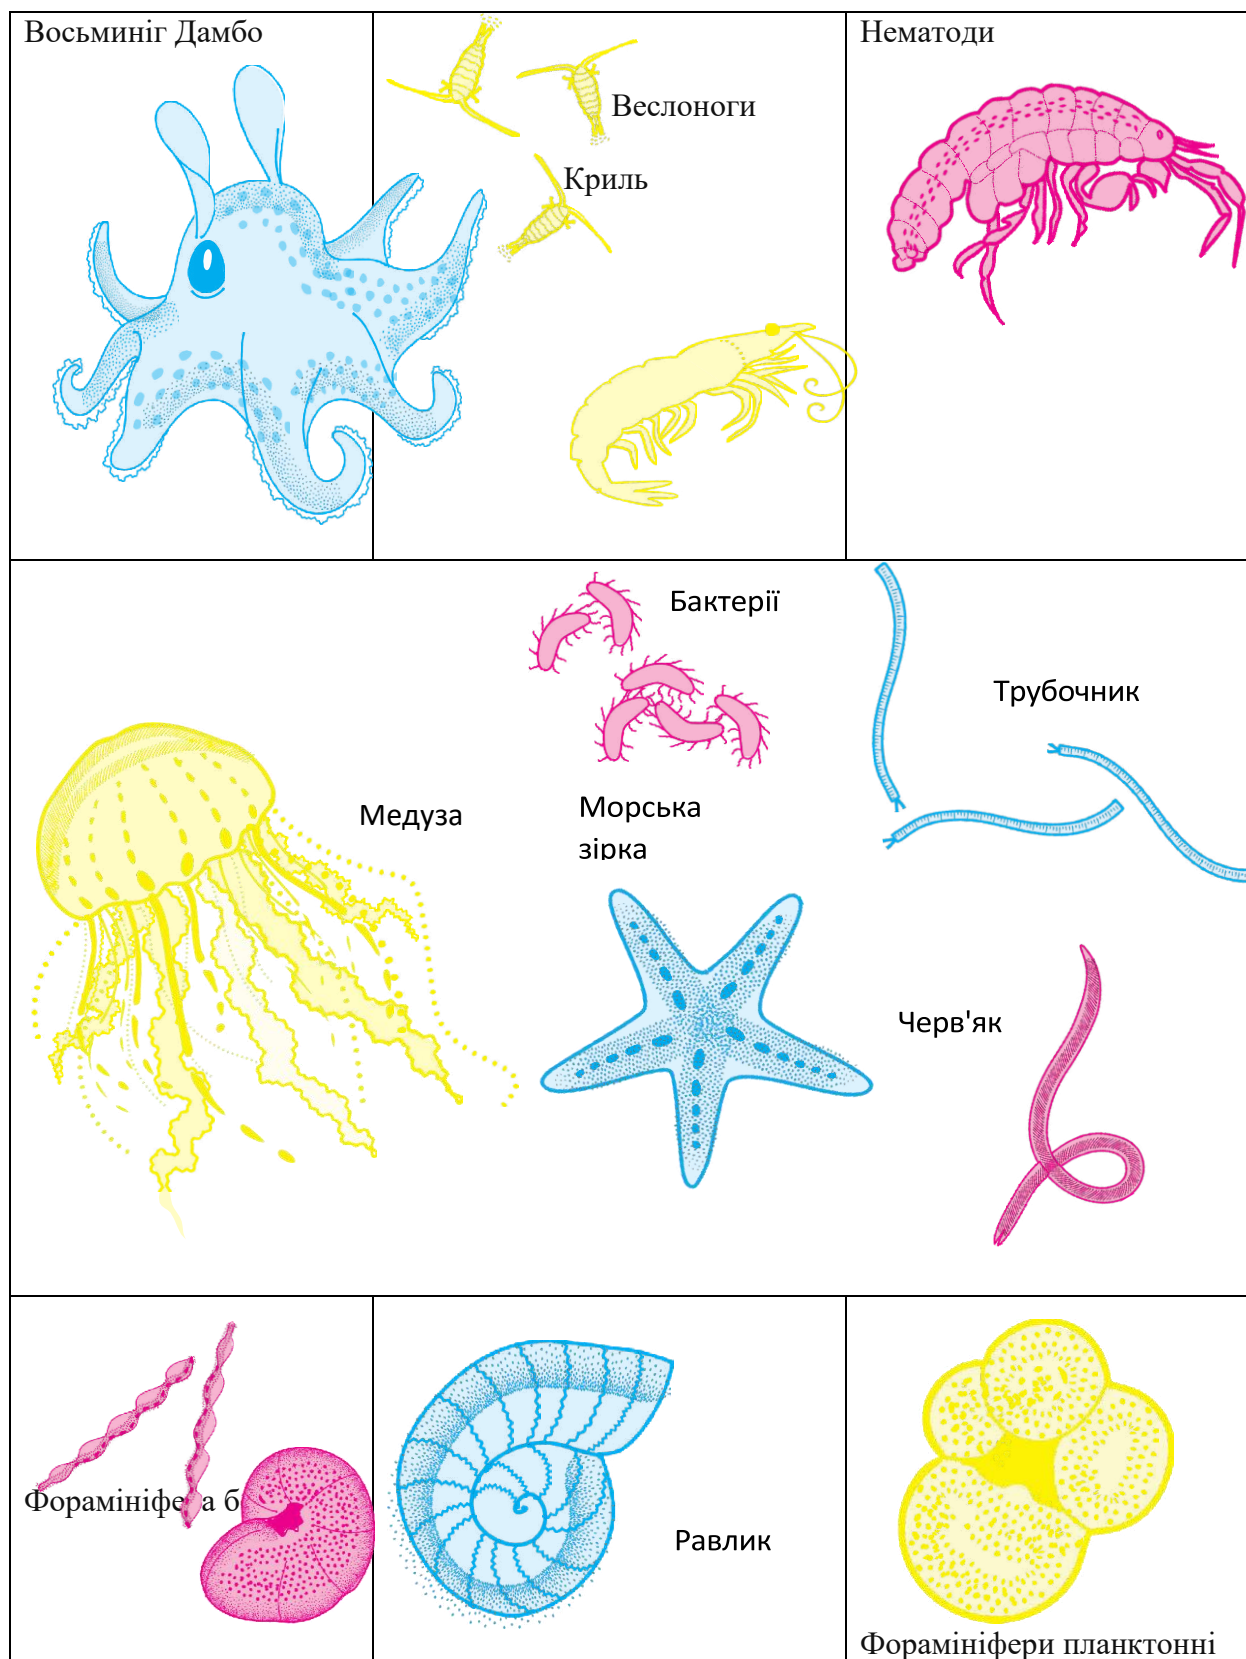 Восьминіг Дамбо
Веслоноги
Криль
Нематоди
Бактерії
Трубочник
Медуза
Морська
зірка
Черв'як
Равлик
Форамініфери планктонні